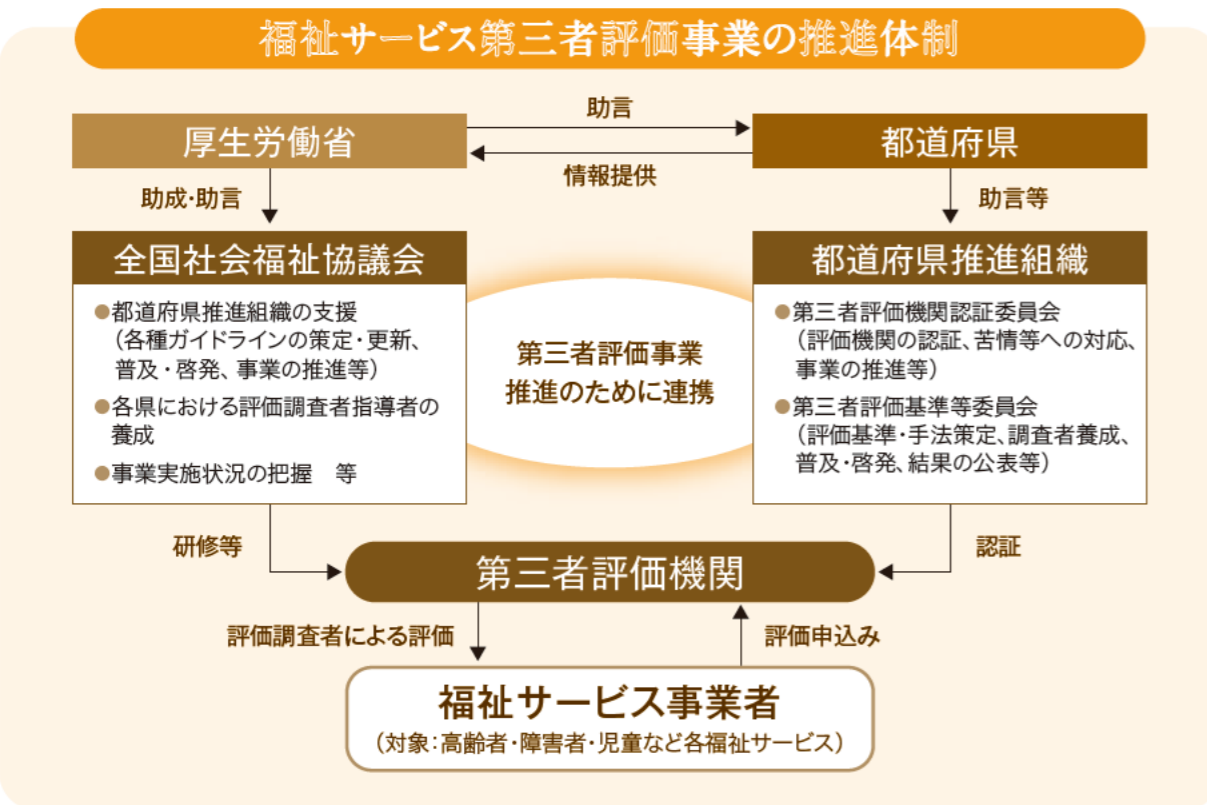 福祉サービス第三者評価事業の推進体制
助言
厚生労働省
都道府県
情報提供
助成・助言
助言等
全国社会福祉協議会
●都道府県推進組織の支援
（各種ガイドラインの策定・更新、
普及・啓発、事業の推進等）
●各県における評価調査者指導者の
養成
●事業実施状況の把握　等
第三者評価事業
推進のために連携
都道府県推進組織
●第三者評価機関認証委員会
（評価機関の認証、苦情等への対応、
事業の推進等）
●第三者評価基準等委員会
（評価基準・手法策定、調査者養成、
普及・啓発、結果の公表等）
研修等
認証
第三者評価機関
評価調査者による評価
評価申込み
福祉サービス事業者
（対象：高齢者・障害者・児童など各福祉サービス）